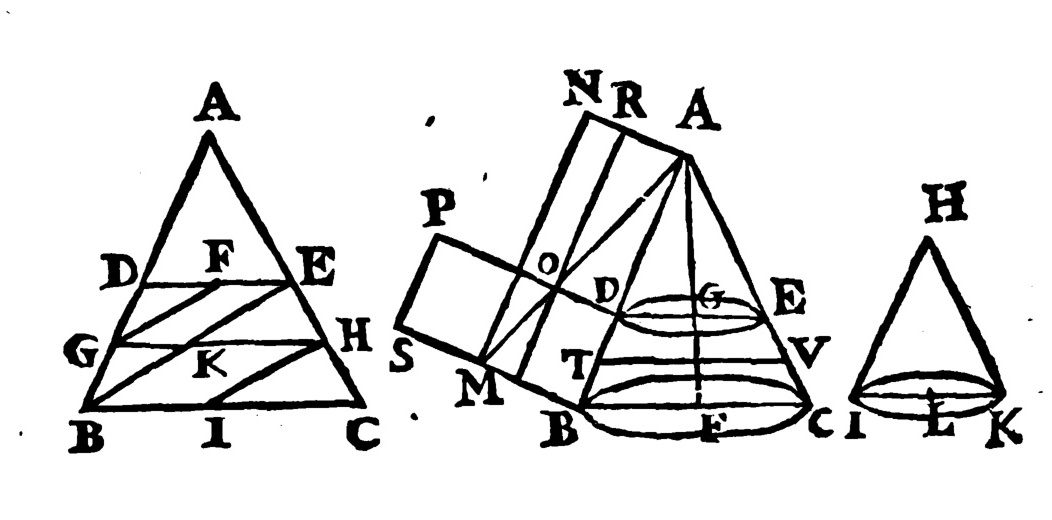 A
D F E
G K H
B I C
N R A
P O D G E
S M T V
B F C
H
I L K